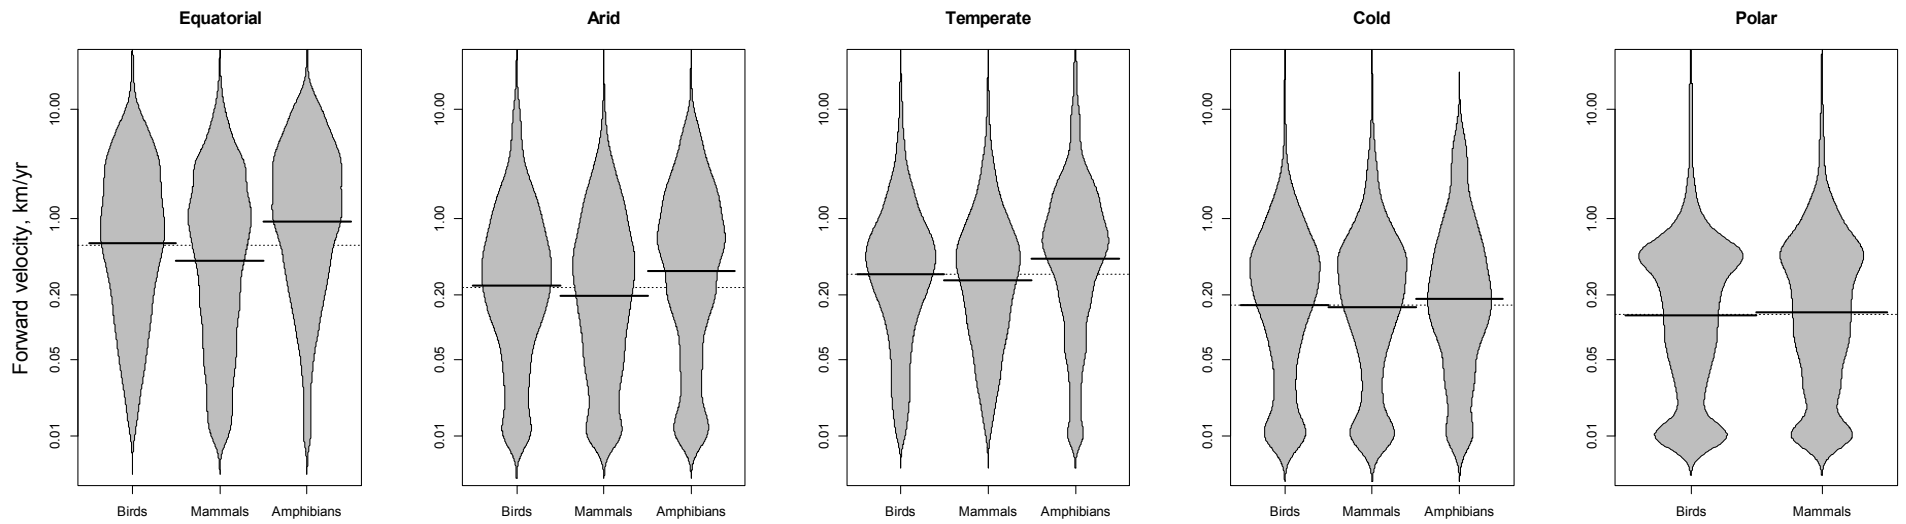 Equatorial
Arid
Temperate
Cold
Polar
Forward velocity, km/yr
10.00
1.00
0.20
0.05
0.01
Birds
Mammals
Amphibians
10.00
1.00
0.20
0.05
0.01
Birds
Mammals
Amphibians
10.00
1.00
0.20
0.05
0.01
Birds
Mammals
Amphibians
10.00
1.00
0.20
0.05
0.01
Birds
Mammals
Amphibians
10.00
1.00
0.20
0.05
0.01
Birds
Mammals